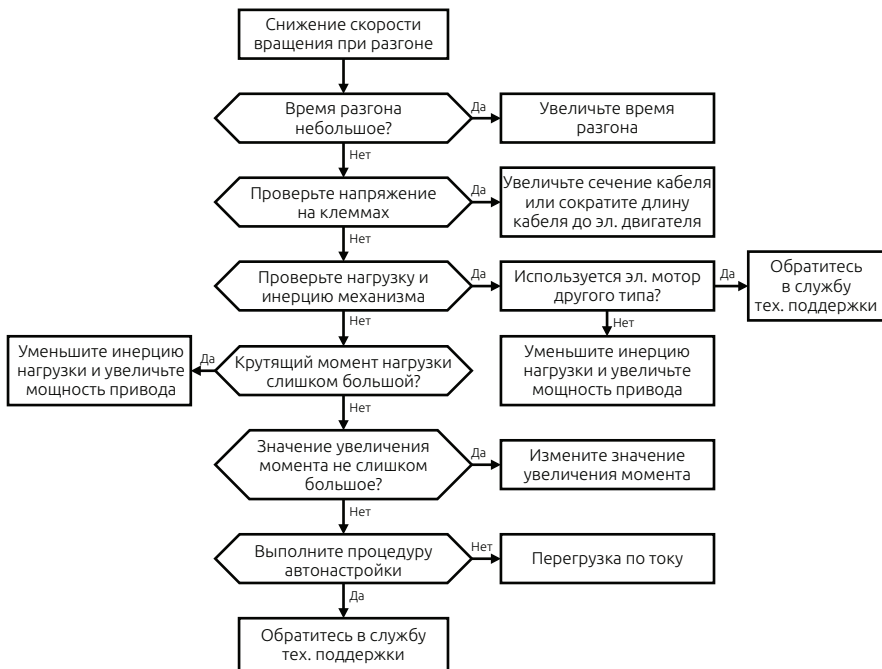 Снижение скорости
вращения при разгоне
Время разгона
небольшое?
Да
Увеличьте время
разгона
Нет
Проверьте напряжение
на клеммах
Да
Увеличьте сечение кабеля
или сократите длину
кабеля до эл. двигателя
Нет
Проверьте нагрузку и
инерцию механизма
Да
Используется эл. мотор
другого типа?
Да
Обратитесь
в службу
тех. поддержки
Нет
Нет
Уменьшите инерцию
нагрузки и увеличьте
мощность привода
Да
Крутящий момент нагрузки
слишком большой?
Уменьшите инерцию
нагрузки и увеличьте
мощность привода
Нет
Значение увеличения
момента не слишком
большое?
Да
Измените значение
увеличения момента
Нет
Выполните процедуру
автонастройки
Нет
Перегрузка по току
Да
Обратитесь в службу
тех. поддержки